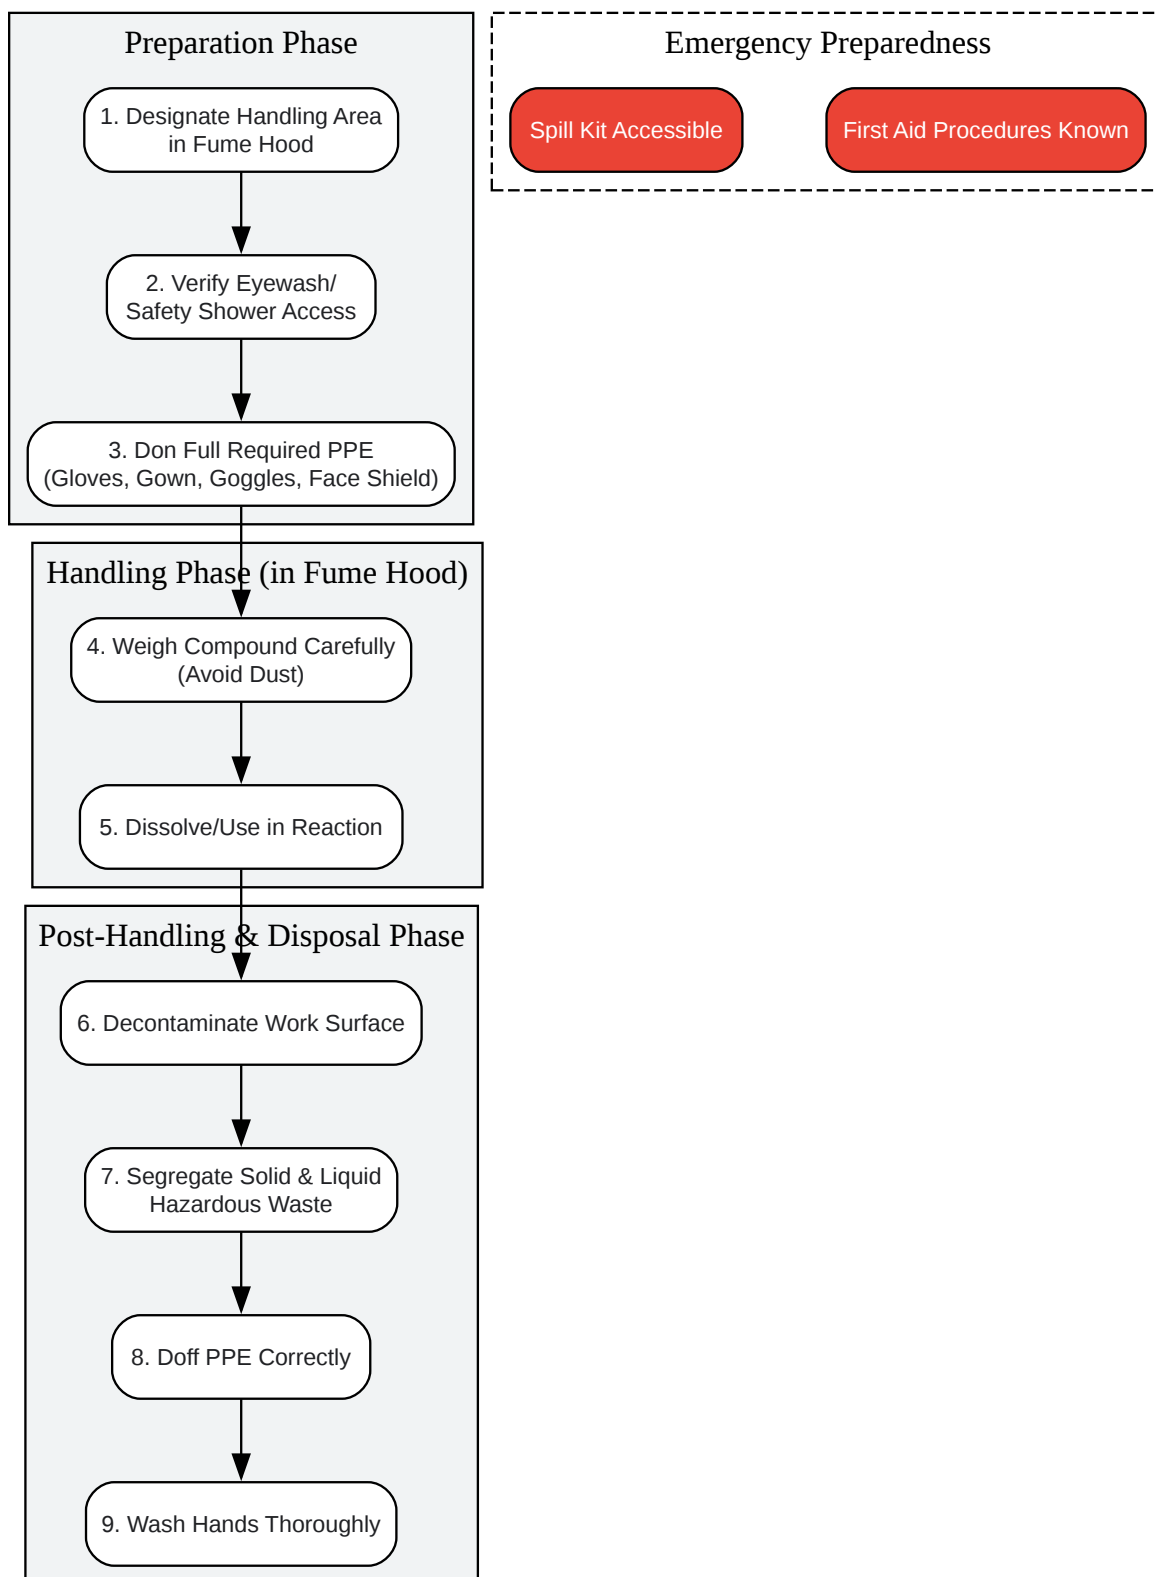 Preparation Phase
1. Designate Handling Area
in Fume Hood
2. Verify Eyewash/
Safety Shower Access
3. Don Full Required PPE
(Gloves, Gown, Goggles, Face Shield)
Handling Phase (in Fume Hood)
4. Weigh Compound Carefully
(Avoid Dust)
5. Dissolve/Use in Reaction
Post-Handling & Disposal Phase
6. Decontaminate Work Surface
7. Segregate Solid & Liquid
Hazardous Waste
8. Doff PPE Correctly
9. Wash Hands Thoroughly
Emergency Preparedness
Spill Kit Accessible
First Aid Procedures Known